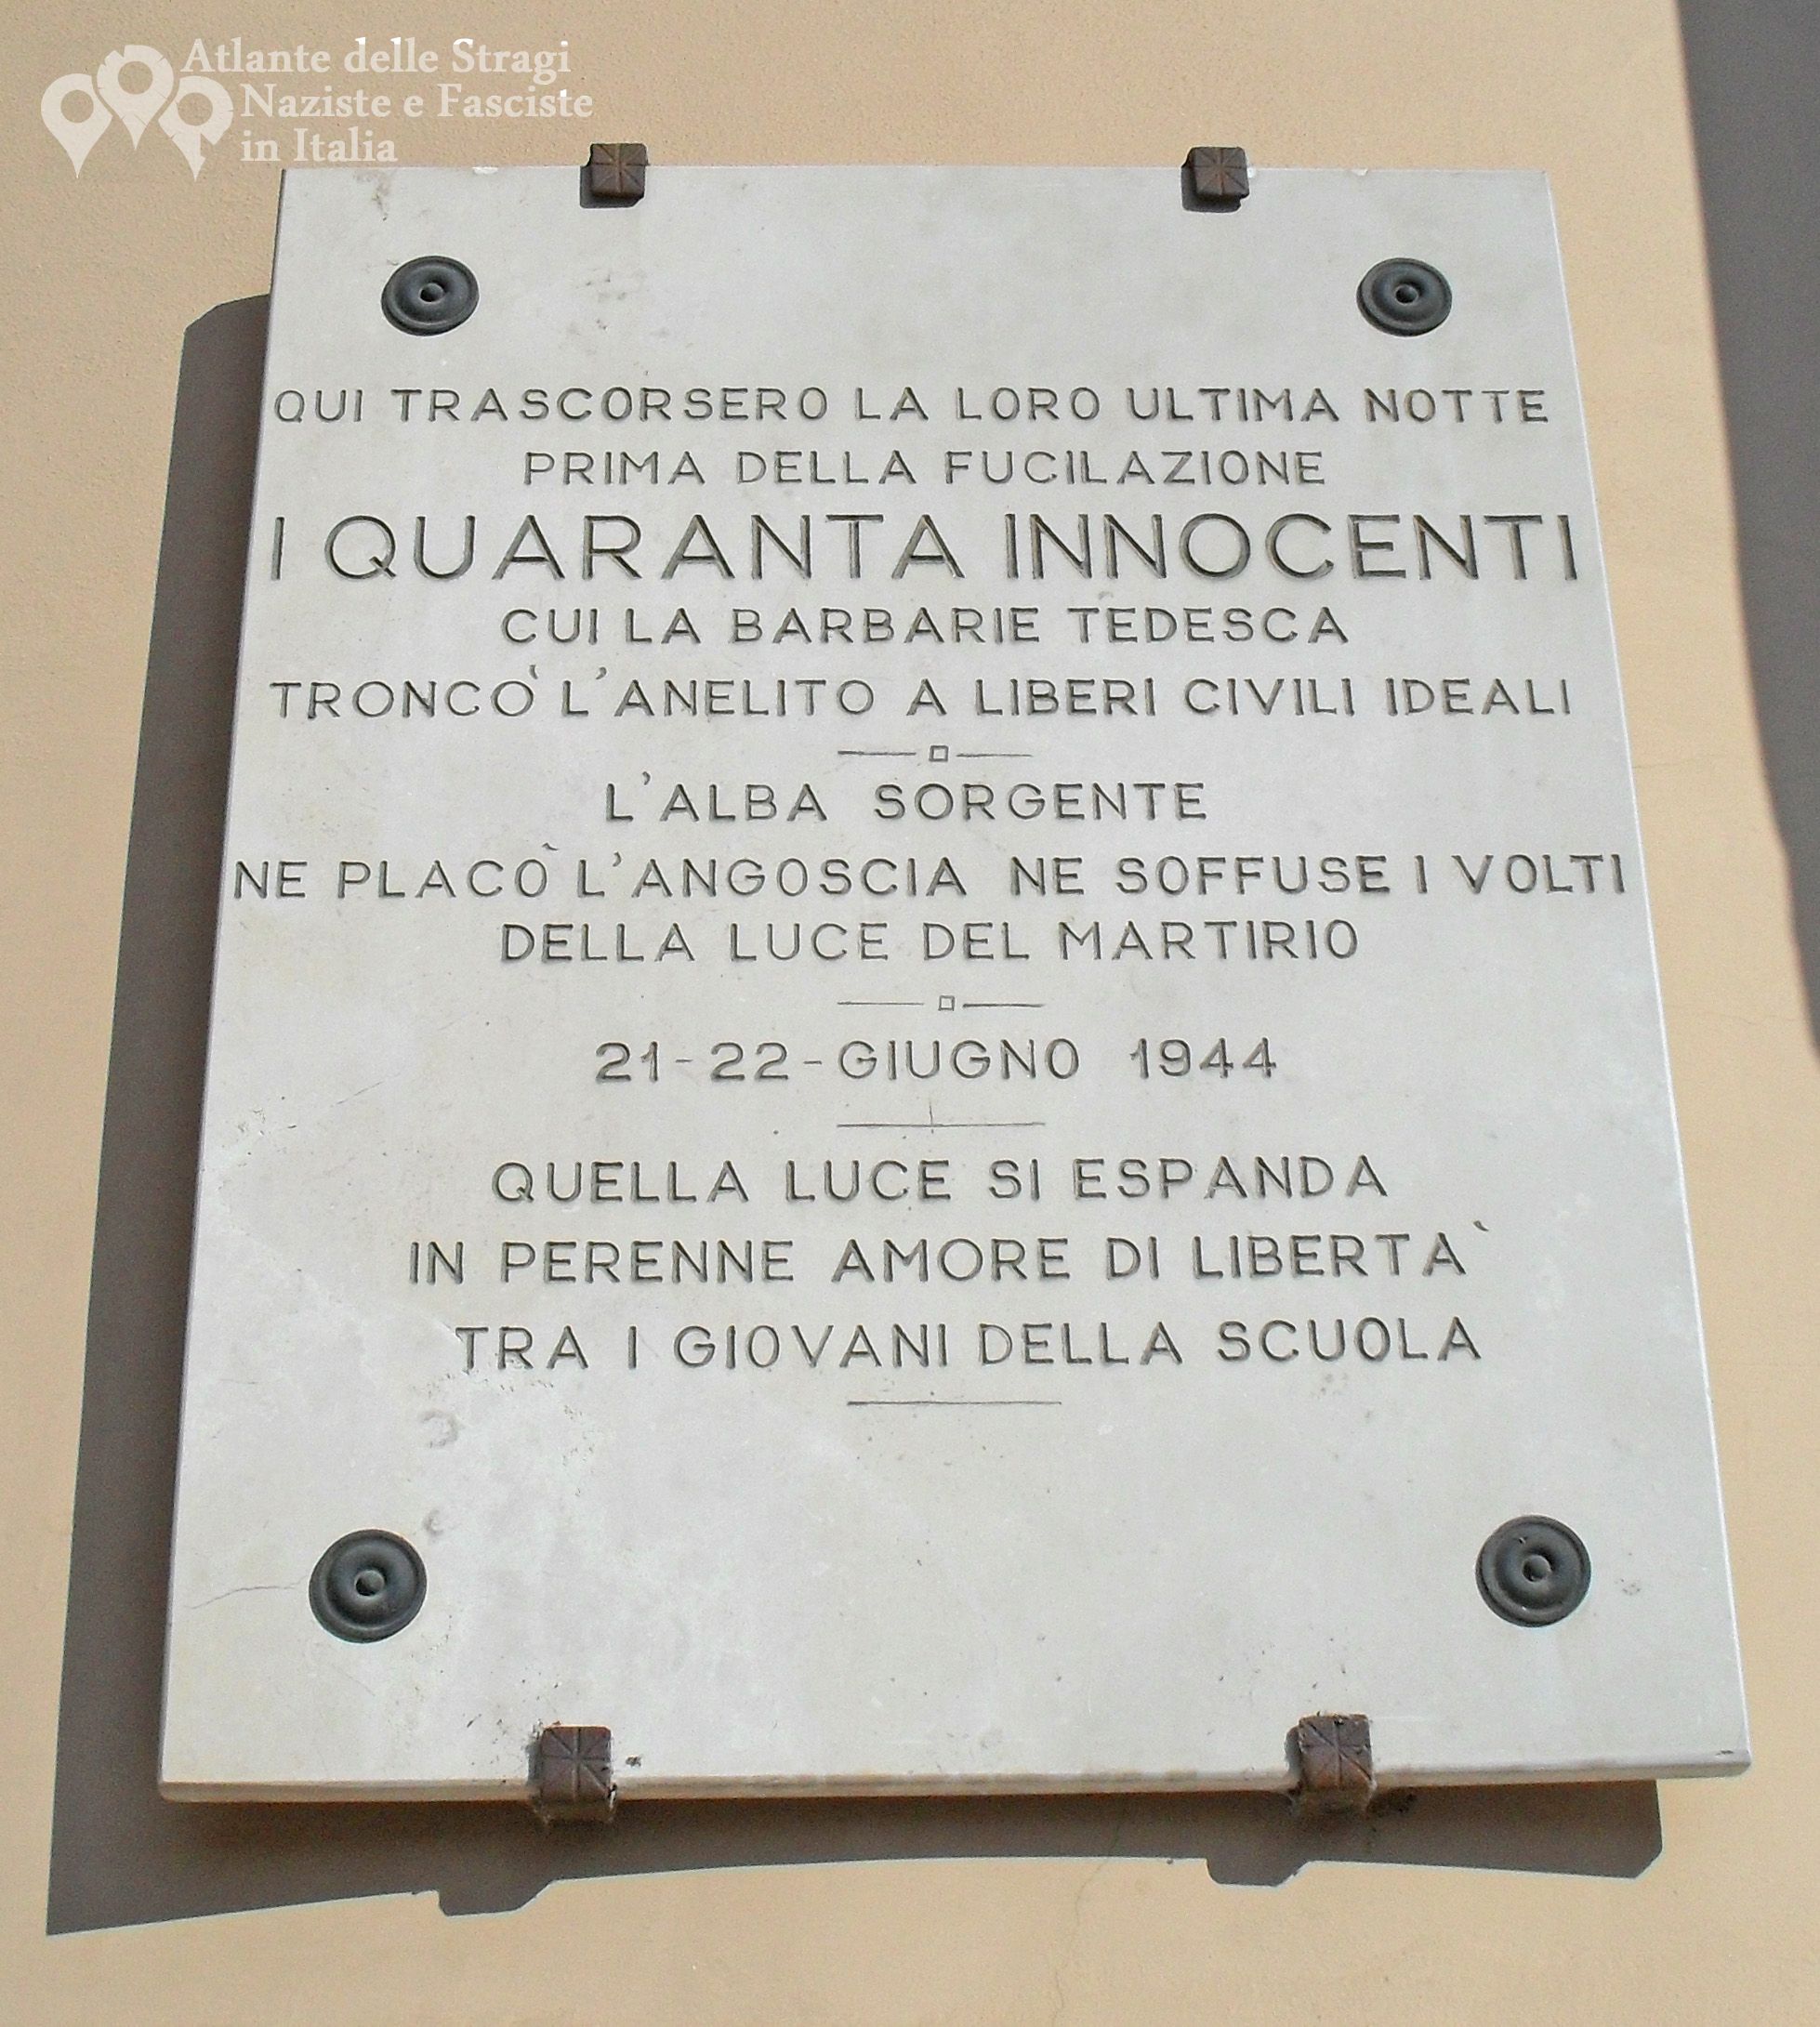 Atlante delle Stragi
Naziste e Fasciste
in Italia
QUI TRASCORSERO LA LORO ULTIMA NOTTE
PRIMA DELLA FUCILAZIONE
I QUARANTA INNOCENTI
CUI LA BARBARIE TEDESCA
TRONCO' L'ANELITO A LIBERI CIVILI IDEALI
L'ALBA SORGENTE
NE PLACÒ L'ANGOSCIA NE SOFFUSE I VOLTI
DELLA LUCE DEL MARTIRIO
21-22-GIUGNO 1944
QUELLA LUCE SI ESPANDA
IN PERENNE AMORE DI LIBERTA`
TRA I GIOVANI DELLA SCUOLA